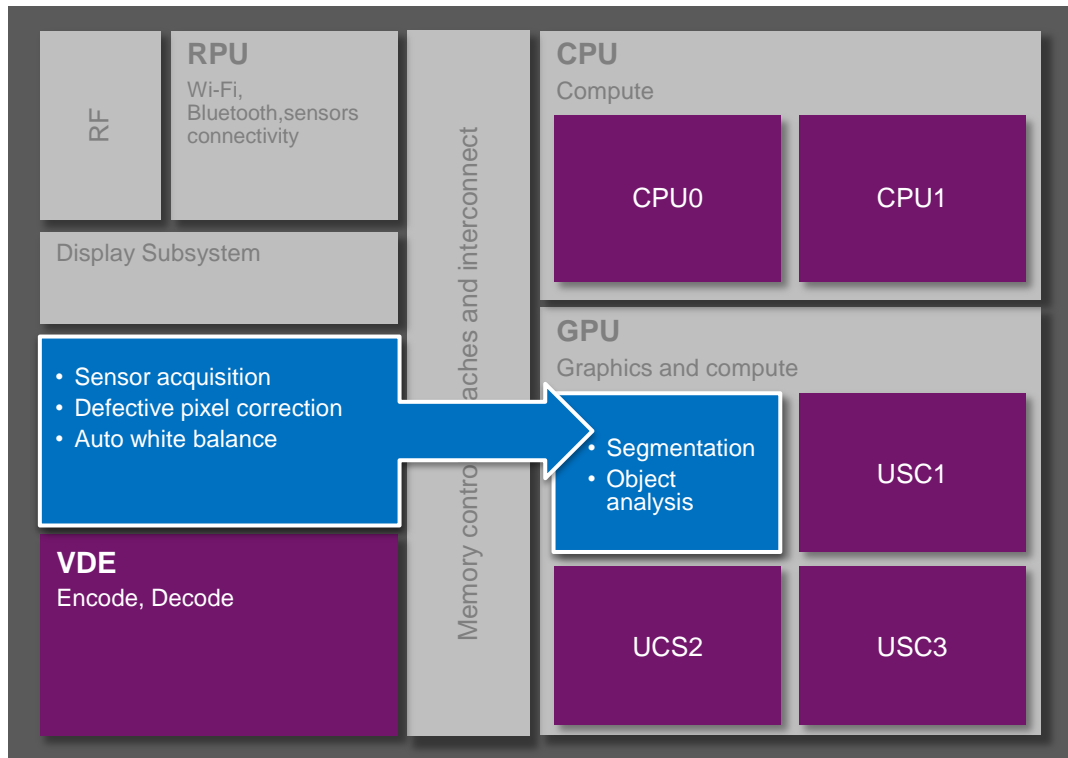 RF
RPU
Wi-Fi,
Bluetooth,sensors
connectivity
Display Subsystem
• Sensor acquisition
• Defective pixel correction
• Auto white balance
VDE
Encode, Decode
Memory contro
aches and interconnect
CPU
Compute
CPU0
CPU1
GPU
Graphics and compute
• Segmentation
• Object
analysis
USC1
UCS2
USC3